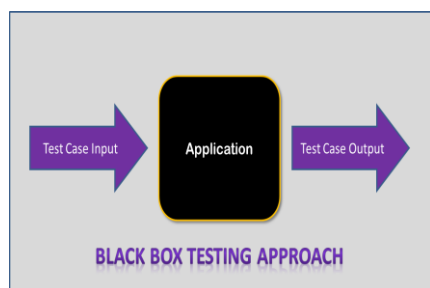 Test Case Input
Application
Test Case Output
BLACK BOX TESTING APPROACH